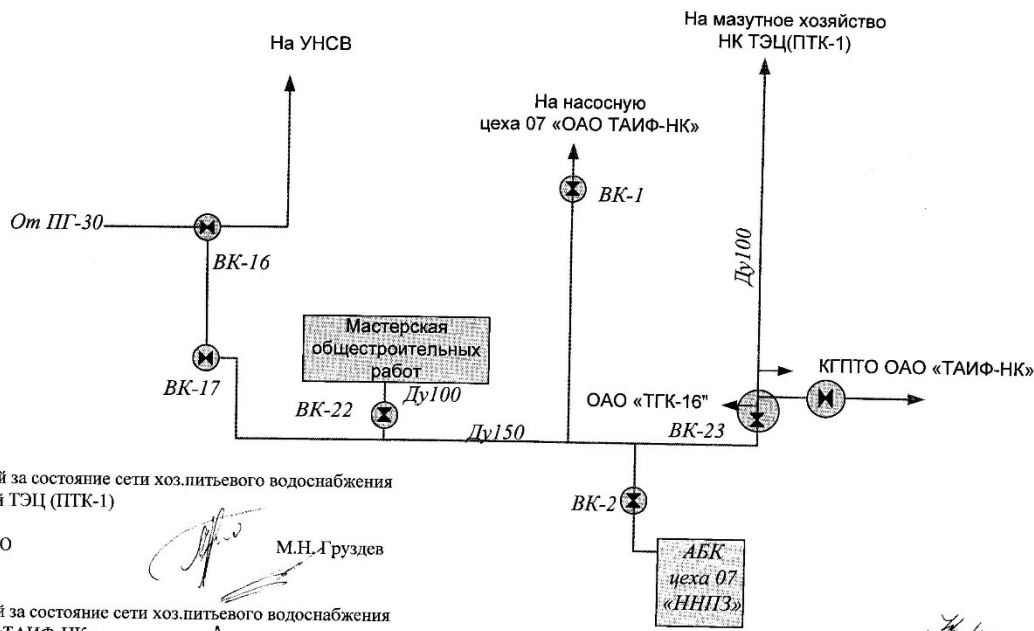 На мазутное хозяйство
НК ТЭЦ(ПТК-1)
На УНСВ
На насосную
цеха 07 «ОАО ТАИФ-НК»
ВК-1
От ПГ-30
ВК-16
Ду100
Мастерская
общестроительных
работ
ВК-17
ВК-22
Ду100
КГПТО ОАО «ТАИФ-НК»
ОАО «ТГК-16"
ВК-23
Ду150
й за состояние сети хоз.питьевого водоснабжения
й ТЭЦ (ПТК-1)
ВК-2
О
М.Н. Груздев
АБК
цеха 07
«ННПЗ»
й за состояние сети хоз.питьевого водоснабжения